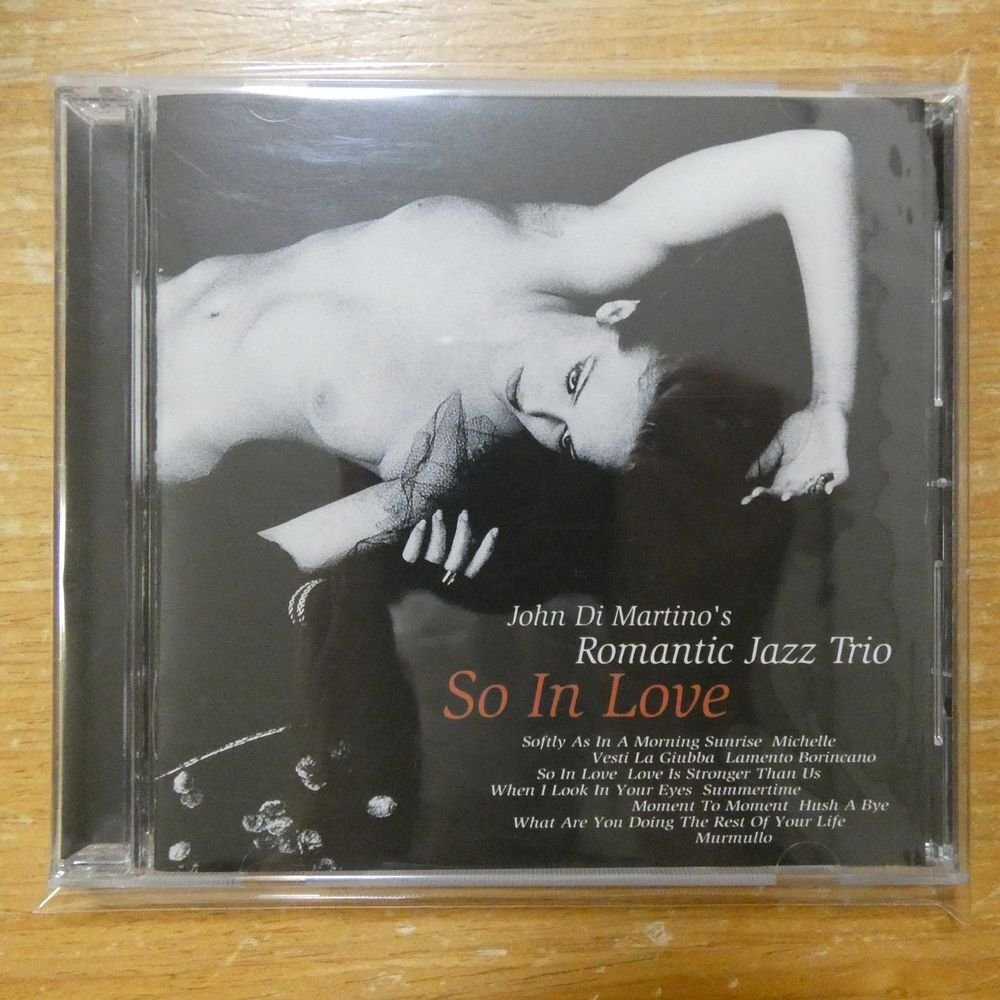 John Di Martino's
Romantic Jazz Trio
So In Love
Softly As In A Morning Sunrise Michelle
Vesti La Giubba Lamento Borincano
So In Love Love Is Stronger Than Us
When I Look In Your Eyes Summertime
Moment To Moment Hush A Bye
What Are You Doing The Rest Of Your Life
Murmullo